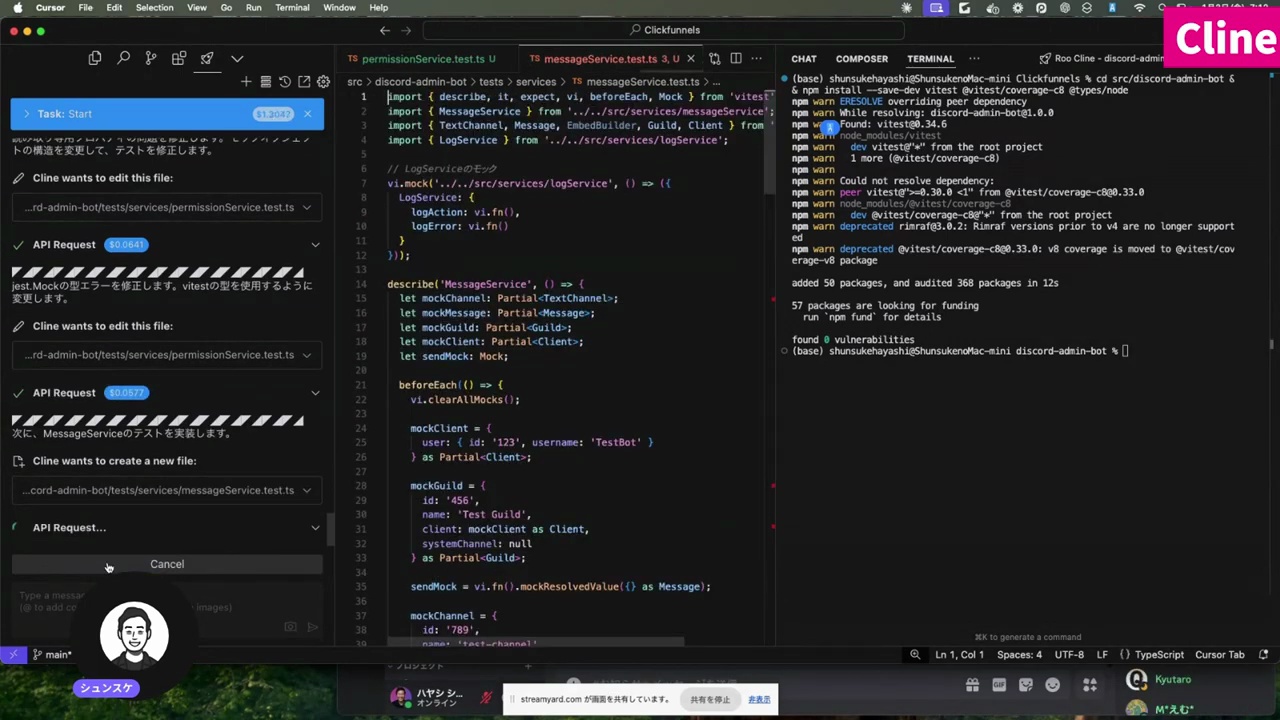 Cursor File Edit Selection View Go Run Terminal Window Help
Cline
Clickfunnels
permissionService.test.ts U
messageService.test.ts 3, U
CHAT COMPOSER TERMINAL
Roo Cline - discord-adm
src > discord-admin-bot > tests > services > messageService.test.ts > ...
Task: Start
$1.3047
トの構造を変更して、テストを修正します。
Cline wants to edit this file:
...rd-admin-bot/tests/services/permissionService.test.ts
API Request $0.0641
jest.Mockの型エラーを修正します。vitestの型を使用するように
変更します。
Cline wants to edit this file:
...rd-admin-bot/tests/services/permissionService.test.ts
API Request $0.0577
次に、MessageServiceのテストを実装します。
Cline wants to create a new file:
...cord-admin-bot/tests/services/messageService.test.ts
API Request...
Cancel
Type a messa
(@ to add co
images)
main*
シュンスケ
1 import { describe, it, expect, vi, beforeEach, Mock } from 'vitest'
2 import { MessageService } from '../../src/services/messageService';
3 import { TextChannel, Message, EmbedBuilder, Guild, Client } from
4 import { LogService } from '../../src/services/logService';
5
6 // LogServiceのモック
7 vi.mock('../../src/services/logService', () => ({
8 LogService: {
9 logAction: vi.fn(),
10 logError: vi.fn()
11 }
12 }));
13
14 describe('MessageService', () => {
15 let mockChannel: Partial<TextChannel>;
16 let mockMessage: Partial<Message>;
17 let mockGuild: Partial<Guild>;
18 let mockClient: Partial<Client>;
19 let sendMock: Mock;
20
21 beforeEach(() => {
22 vi.clearAllMocks();
23
24 mockClient = {
25 user: { id: '123', username: 'TestBot' }
26 } as Partial<Client>;
27
28 mockGuild = {
29 id: '456',
30 name: 'Test Guild',
31 client: mockClient as Client,
32 systemChannel: null
33 } as Partial<Guild>;
34
35 sendMock = vi.fn().mockResolvedValue({} as Message);
36
37 mockChannel = {
38 id: '789',
39 name: 'test-channel'
(base) shunsukehayashi@ShunsukenoMac-mini Clickfunnels % cd src/discord-admin-bot &
& npm install --save-dev vitest @vitest/coverage-c8 @types/node
npm warn ERESOLVE overriding peer dependency
npm warn While resolving: discord-admin-bot@1.0.0
npm warn Found: vitest@0.34.6
npm warn node_modules/vitest
npm warn dev vitest@"*" from the root project
npm warn 1 more (@vitest/coverage-c8)
npm warn
npm warn Could not resolve dependency:
npm warn peer vitest@">=0.30.0 <1" from @vitest/coverage-c8@0.33.0
npm warn node_modules/@vitest/coverage-c8
npm warn dev @vitest/coverage-c8@"*" from the root project
npm warn deprecated rimraf@3.0.2: Rimraf versions prior to v4 are no longer support
ed
npm warn deprecated @vitest/coverage-c8@0.33.0: v8 coverage is moved to @vitest/cov
erage-v8 package
added 50 packages, and audited 368 packages in 12s
57 packages are looking for funding
run `npm fund` for details
found 0 vulnerabilities
(base) shunsukehayashi@ShunsukenoMac-mini discord-admin-bot %
⌘K to generate a command
Ln 1, Col 1 Spaces: 4 UTF-8 LF {} TypeScript Cursor Tab
プロジェクト
ハヤシ シ...
オンライン
streamyard.com が画面を共有しています。
共有を停止
非表示
GIF
Kyutaro
M*えむ*